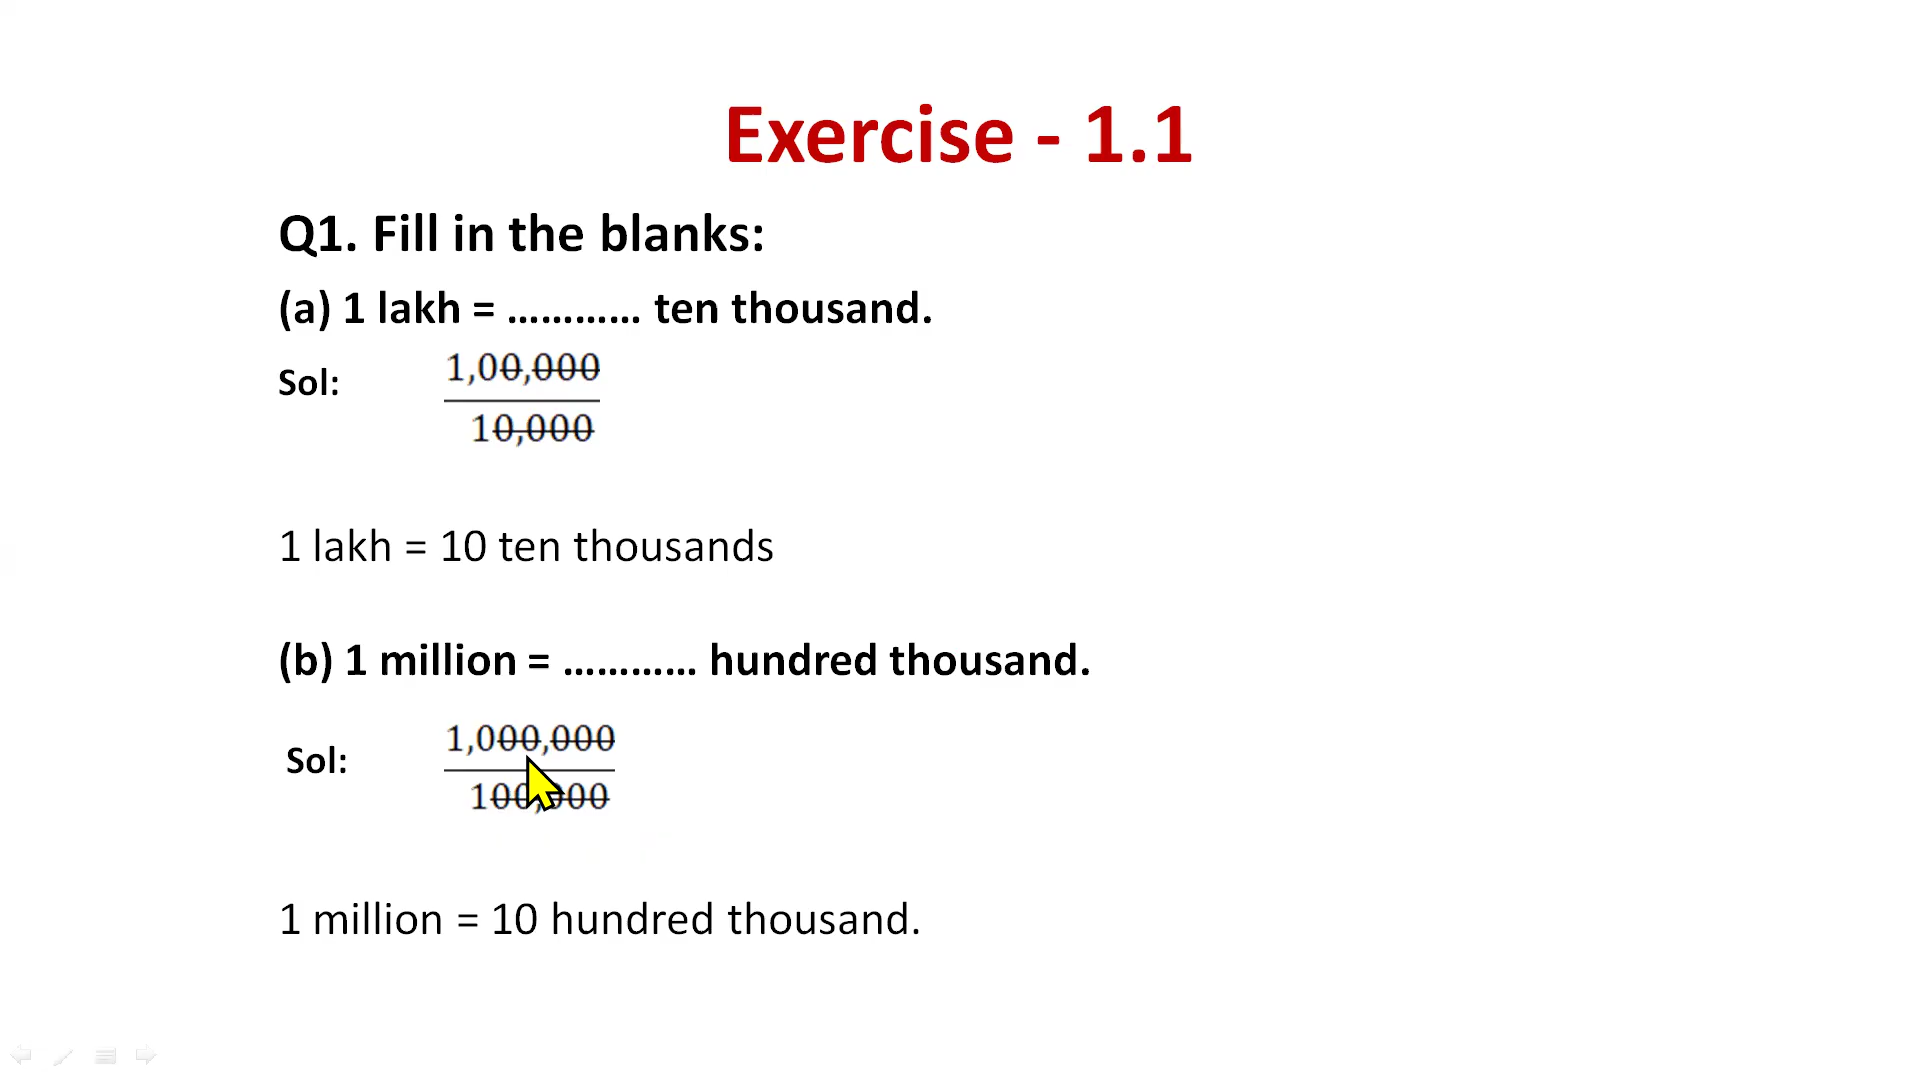 Exercise - 1.1
Q1. Fill in the blanks:
(a) 1 lakh = ………… ten thousand.
Sol:
1,00,000
10,000
1 lakh = 10 ten thousands
(b) 1 million = ………… hundred thousand.
Sol:
1,000,000
100,000
1 million = 10 hundred thousand.